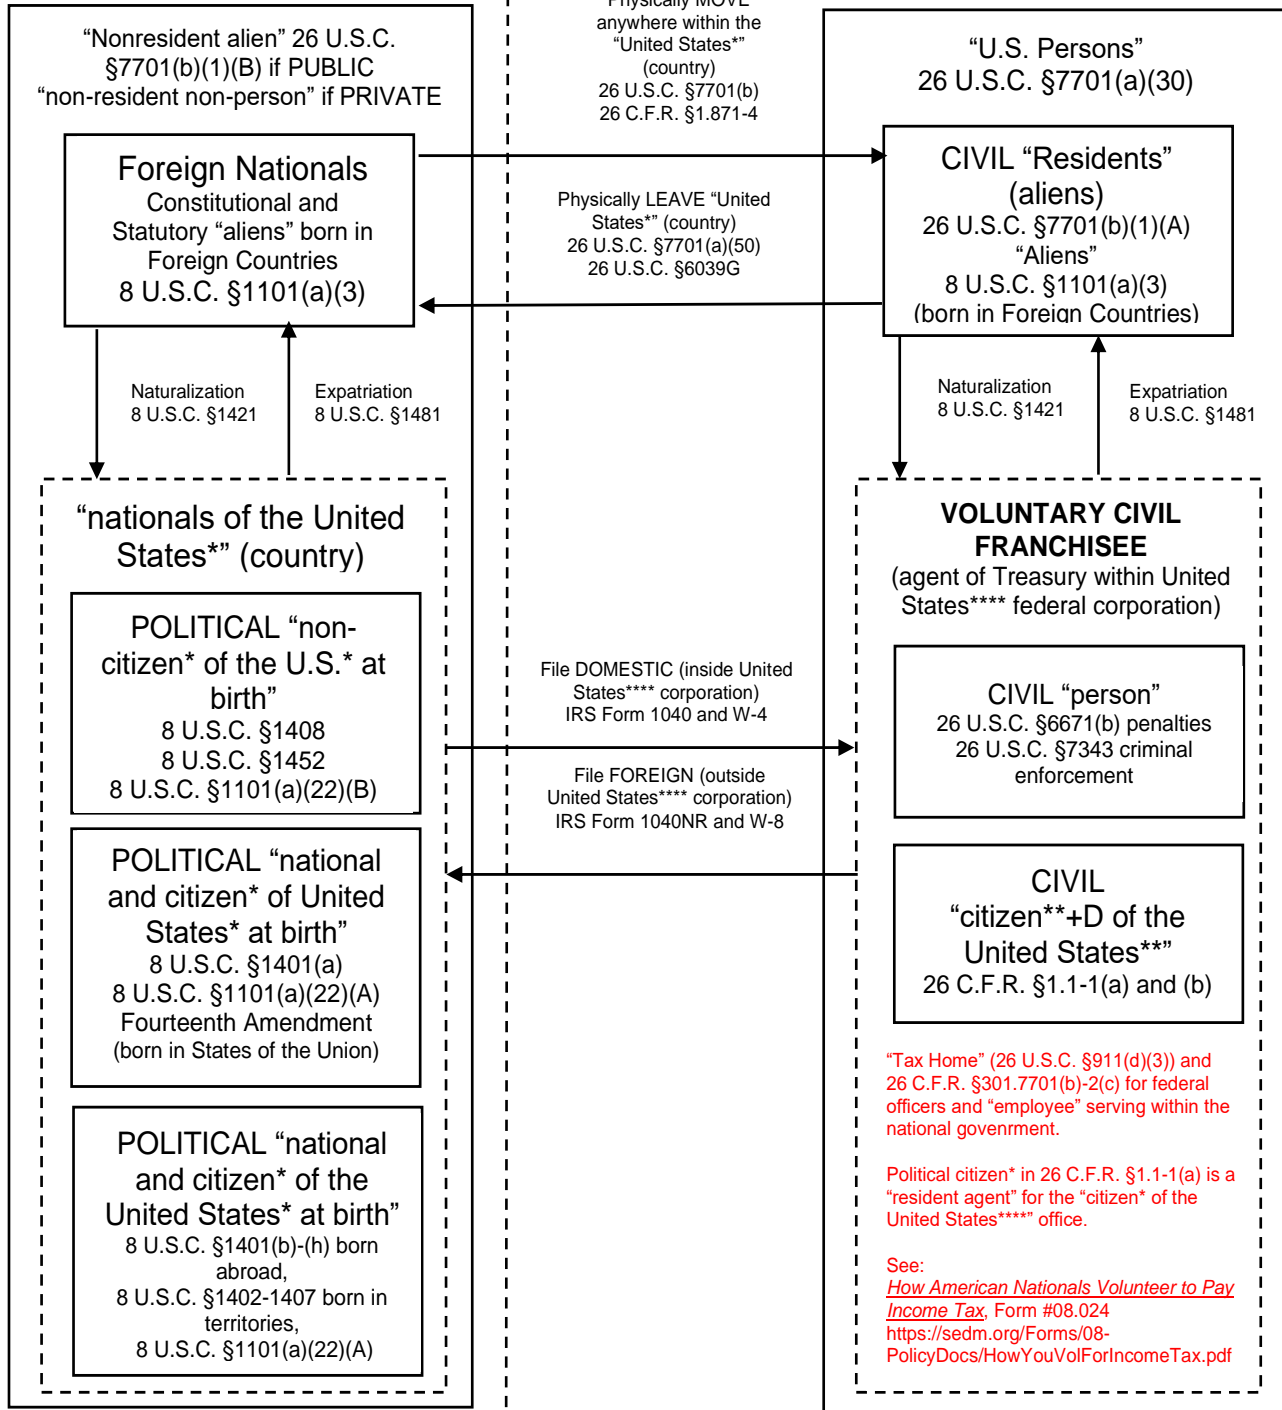 “Nonresident alien” 26 U.S.C.
§7701(b)(1)(B) if PUBLIC
“non-resident non-person” if PRIVATE
Foreign Nationals
Constitutional and
Statutory “aliens” born in
Foreign Countries
8 U.S.C. §1101(a)(3)
Naturalization
8 U.S.C. §1421
Expatriation
8 U.S.C. §1481
“nationals of the United
States*” (country)
POLITICAL “non-
citizen* of the U.S.* at
birth”
8 U.S.C. §1408
8 U.S.C. §1452
8 U.S.C. §1101(a)(22)(B)
POLITICAL “national
and citizen* of United
States* at birth”
8 U.S.C. §1401(a)
8 U.S.C. §1101(a)(22)(A)
Fourteenth Amendment
(born in States of the Union)
POLITICAL “national
and citizen* of the
United States* at birth”
8 U.S.C. §1401(b)-(h) born
abroad,
8 U.S.C. §1402-1407 born in
territories,
8 U.S.C. §1101(a)(22)(A)
Physically MOVE
anywhere within the
“United States*”
(country)
26 U.S.C. §7701(b)
26 C.F.R. §1.871-4
Physically LEAVE “United
States*” (country)
26 U.S.C. §7701(a)(50)
26 U.S.C. §6039G
File DOMESTIC (inside United
States**** corporation)
IRS Form 1040 and W-4
File FOREIGN (outside
United States**** corporation)
IRS Form 1040NR and W-8
“U.S. Persons”
26 U.S.C. §7701(a)(30)
CIVIL “Residents”
(aliens)
26 U.S.C. §7701(b)(1)(A)
“Aliens”
8 U.S.C. §1101(a)(3)
(born in Foreign Countries)
Naturalization
8 U.S.C. §1421
Expatriation
8 U.S.C. §1481
VOLUNTARY CIVIL
FRANCHISEE
(agent of Treasury within United
States**** federal corporation)
CIVIL “person”
26 U.S.C. §6671(b) penalties
26 U.S.C. §7343 criminal
enforcement
CIVIL
“citizen**+D of the
United States**”
26 C.F.R. §1.1-1(a) and (b)
“Tax Home” (26 U.S.C. §911(d)(3)) and
26 C.F.R. §301.7701(b)-2(c) for federal
officers and “employee” serving within the
national govenrment.
Political citizen* in 26 C.F.R. §1.1-1(a) is a
“resident agent” for the “citizen* of the
United States****” office.
See:
How American Nationals Volunteer to Pay
Income Tax, Form #08.024
https://sedm.org/Forms/08-
PolicyDocs/HowYouVolForIncomeTax.pdf